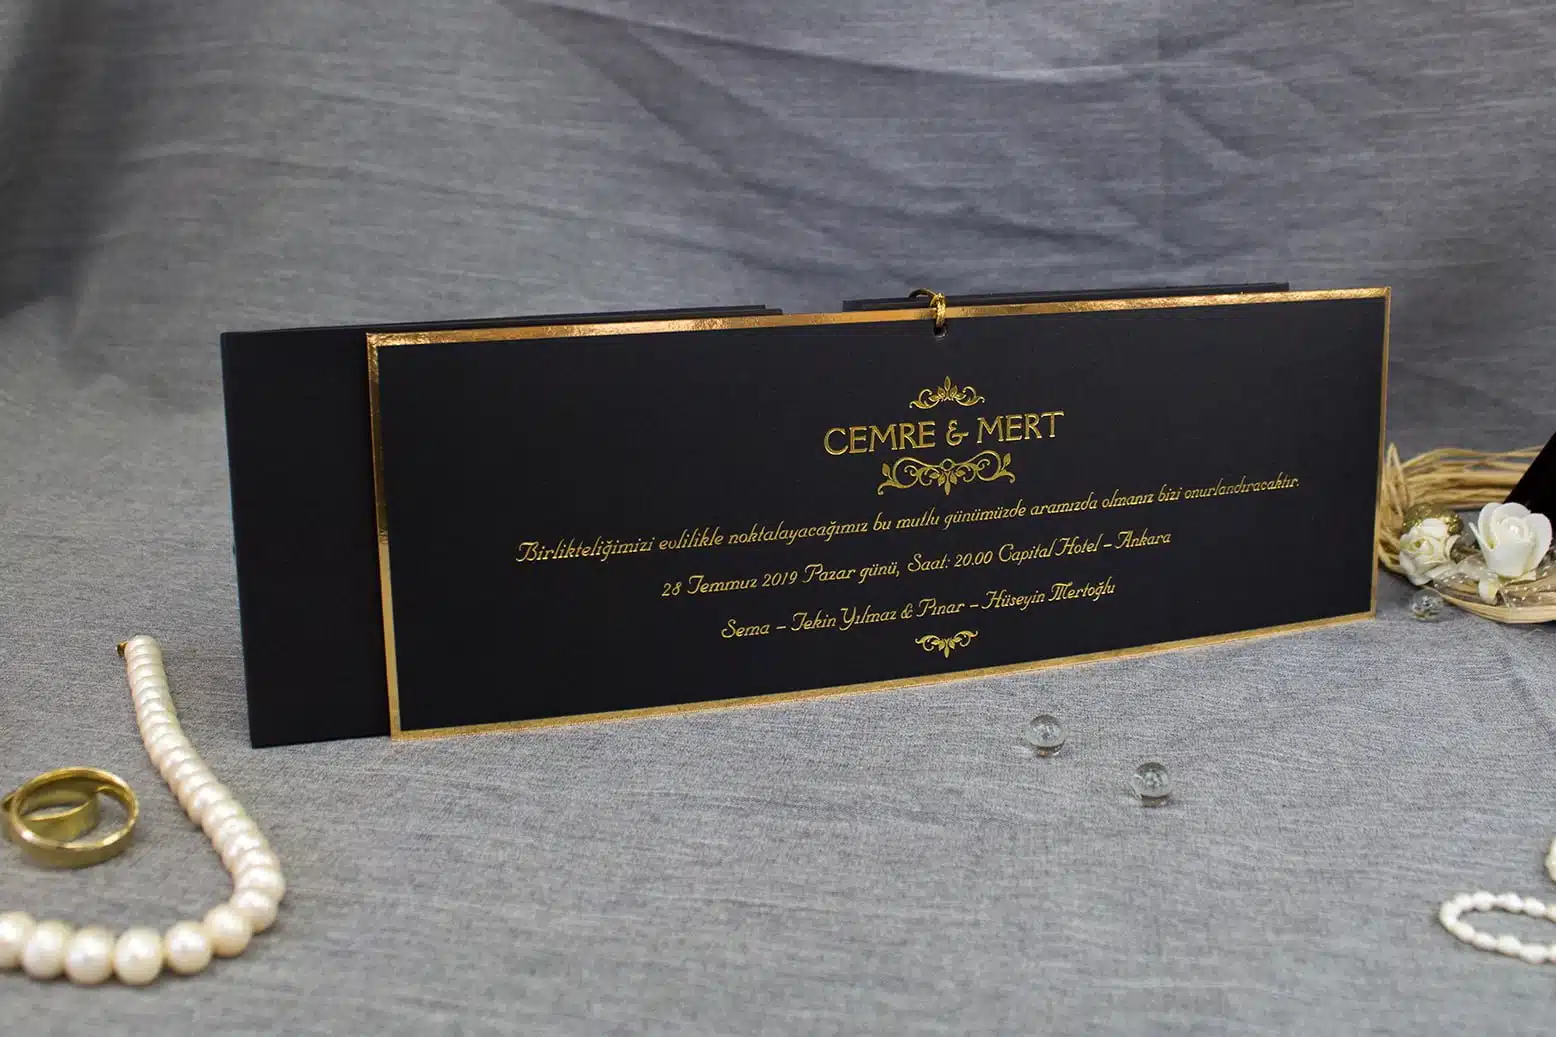 CEMRE & MERT
Birlikteliğimizi evlilikle noktalayacağımız bu mutlu günümüzde aramızda olmanız bizi onurlandıracaktır.
28 Temmuz 2019 Pazar günü, Saat: 20.00 Capital Hotel – Ankara
Sema – Tekin Yılmaz & Pınar – Hüseyin Mertoğlu